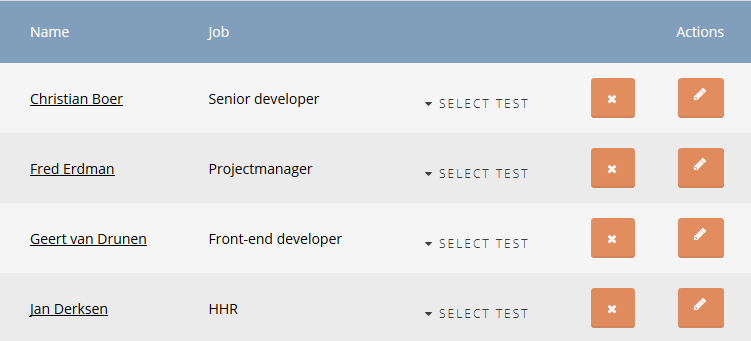 Name Job Actions
Christian Boer Senior developer SELECT TEST
Fred Erdman Projectmanager SELECT TEST
Geert van Drunen Front-end developer SELECT TEST
Jan Derksen HHR SELECT TEST